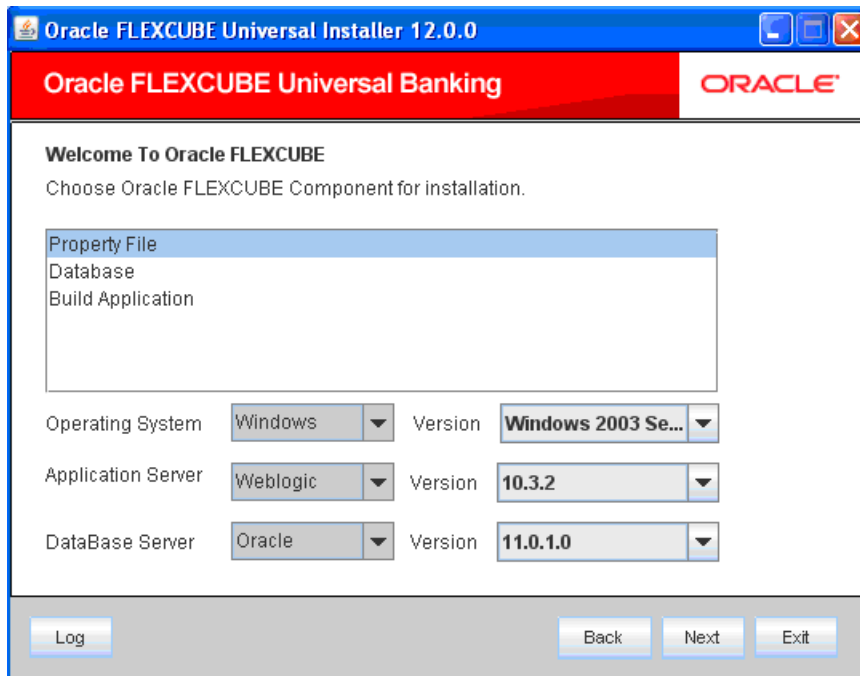 Oracle FLEXCUBE Universal Installer 12.0.0
Oracle FLEXCUBE Universal Banking
ORACLE
Welcome To Oracle FLEXCUBE
Choose Oracle FLEXCUBE Component for installation.
Property File
Database
Build Application
Operating System Windows Version Windows 2003 Se...
Application Server Weblogic Version 10.3.2
DataBase Server Oracle Version 11.0.1.0
Log Back Next Exit